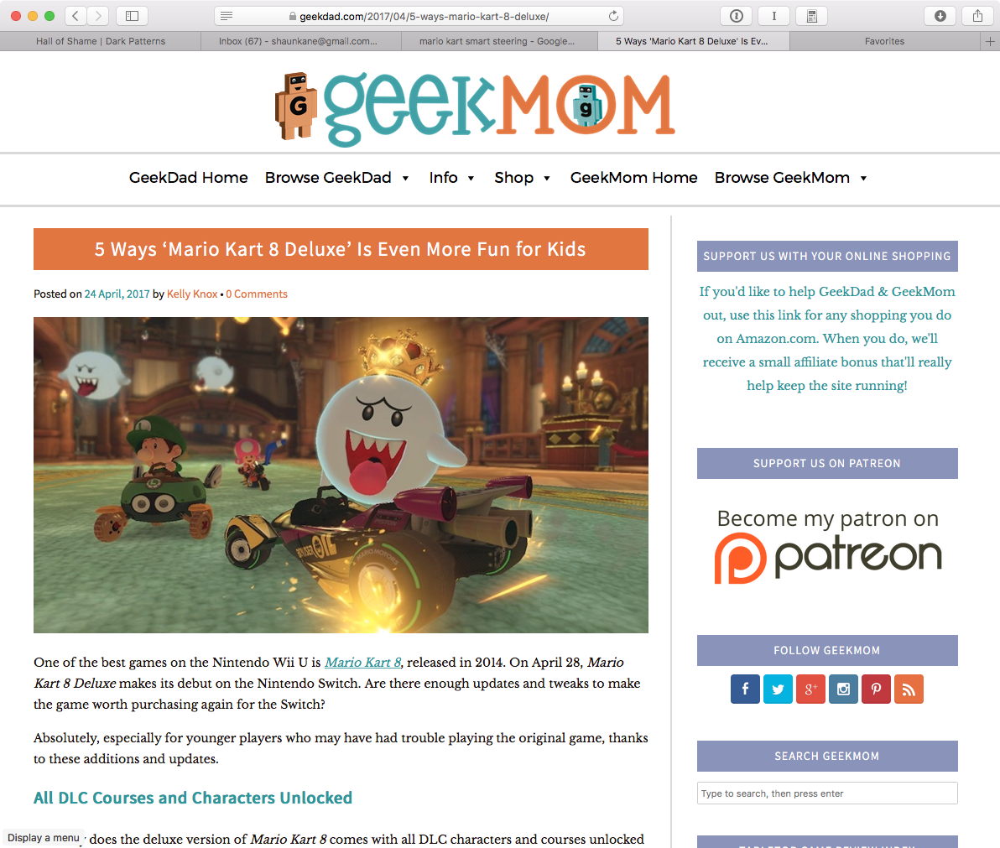 geekdad.com/2017/04/5-ways-mario-kart-8-deluxe/
Hall of Shame | Dark Patterns
Inbox (67) - shaunkane@gmail.com...
mario kart smart steering - Google...
5 Ways 'Mario Kart 8 Deluxe' Is Ev...
Favorites
G geekMOM g
GeekDad Home Browse GeekDad Info Shop GeekMom Home Browse GeekMom
5 Ways ‘Mario Kart 8 Deluxe’ Is Even More Fun for Kids
Posted on 24 April, 2017 by Kelly Knox • 0 Comments
MARIO MOTORS
One of the best games on the Nintendo Wii U is Mario Kart 8, released in 2014. On April 28, Mario
Kart 8 Deluxe makes its debut on the Nintendo Switch. Are there enough updates and tweaks to make
the game worth purchasing again for the Switch?
Absolutely, especially for younger players who may have had trouble playing the original game, thanks
to these additions and updates.
All DLC Courses and Characters Unlocked
does the deluxe version of Mario Kart 8 comes with all DLC characters and courses unlocked
Display a menu
SUPPORT US WITH YOUR ONLINE SHOPPING
If you'd like to help GeekDad & GeekMom
out, use this link for any shopping you do
on Amazon.com. When you do, we'll
receive a small affiliate bonus that'll really
help keep the site running!
SUPPORT US ON PATREON
Become my patron on
patreon
FOLLOW GEEKMOM
SEARCH GEEKMOM
Type to search, then press enter
TABLETOP GAME REVIEW INDEX